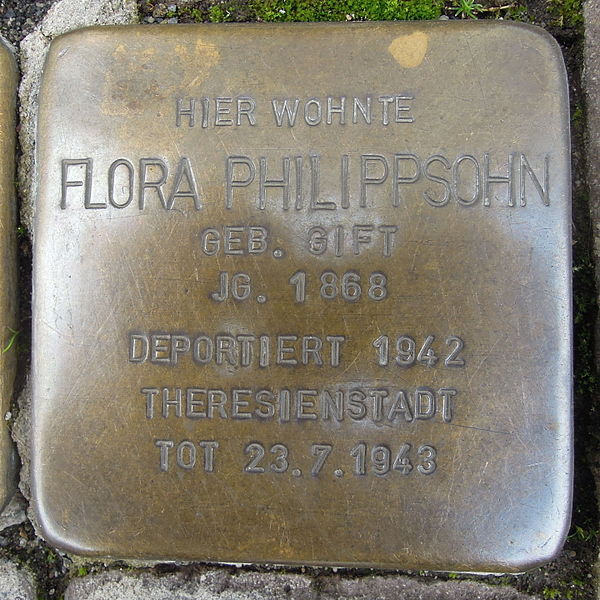 HIER WOHNTE
FLORA PHILIPPSOHN
GEB. GIFT
JG. 1868
DEPORTIERT 1942
THERESIENSTADT
TOT 23.7.1943